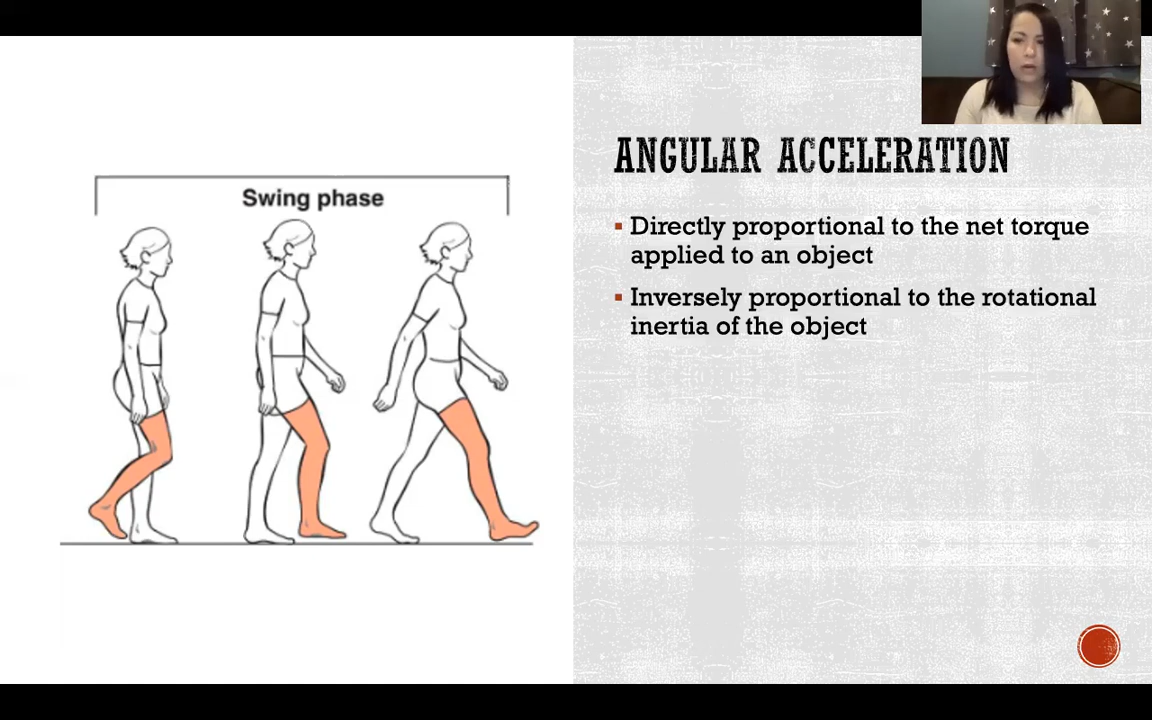 Swing phase
ANGULAR ACCELERATION
▪ Directly proportional to the net torque
applied to an object
▪ Inversely proportional to the rotational
inertia of the object